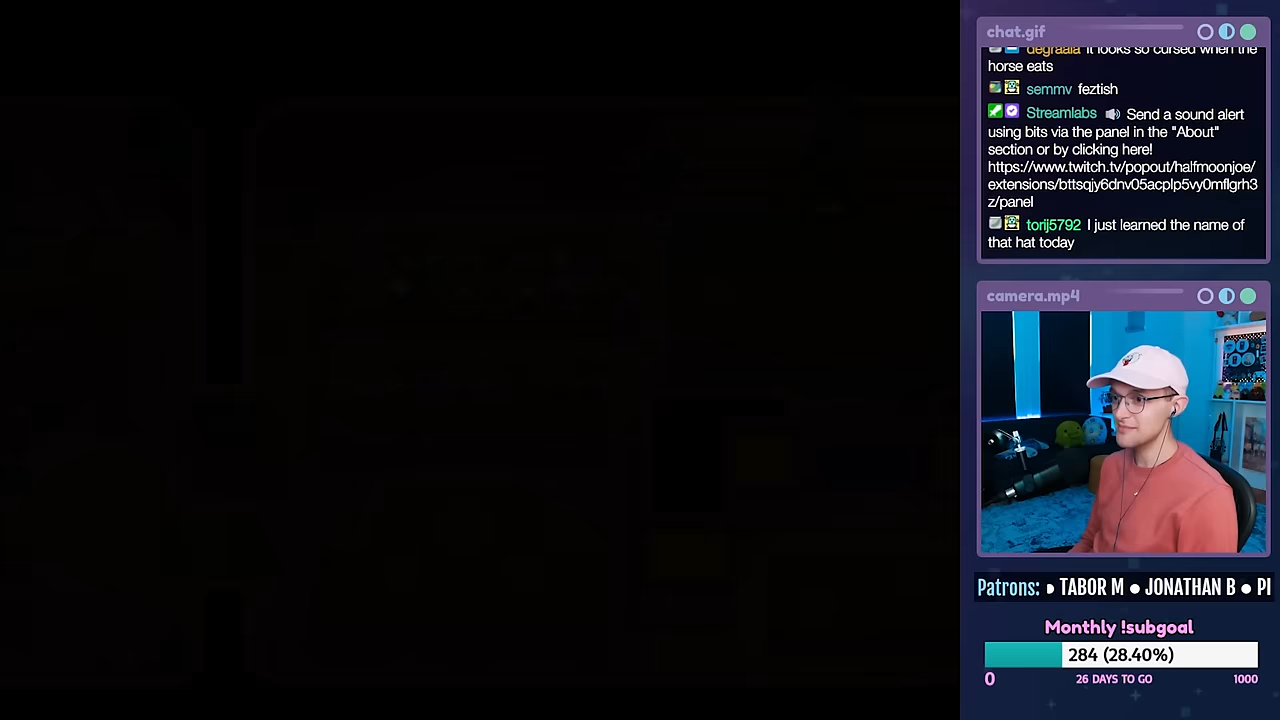 chat.gif
degraala It looks so cursed when the
horse eats
semmv feztish
Streamlabs 🔊 Send a sound alert
using bits via the panel in the "About"
section or by clicking here!
https://www.twitch.tv/popout/halfmoonjoe/
extensions/bttsqjy6dnv05acplp5vy0mflgrh3
z/panel
torij5792 I just learned the name of
that hat today
camera.mp4
Patrons: TABOR M ● JONATHAN B ● PI
Monthly !subgoal
284 (28.40%)
0 26 DAYS TO GO 1000